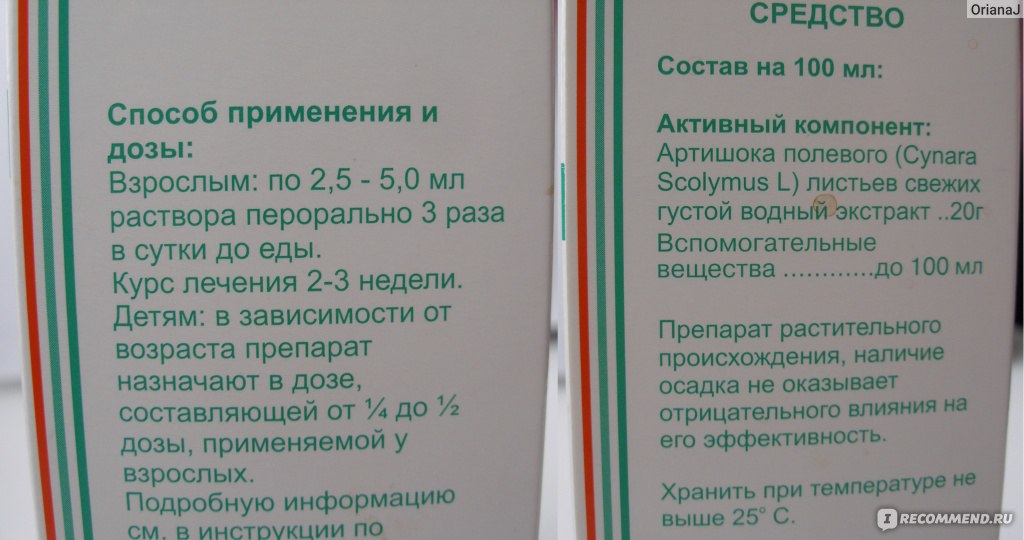 Способ применения и
дозы:
Взрослым: по 2,5 - 5,0 мл
раствора перорально 3 раза
в сутки до еды.
Курс лечения 2-3 недели.
Детям: в зависимости от
возраста препарат
назначают в дозе,
составляющей от ¼ до ½
дозы, применяемой у
взрослых.
Подробную информацию
см. в инструкции по
СРЕДСТВО
Состав на 100 мл:
Активный компонент:
Артишока полевого (Cynara
Scolymus L) листьев свежих
густой водный экстракт ..20г
Вспомогательные
вещества ............до 100 мл
Препарат растительного
происхождения, наличие
осадка не оказывает
отрицательного влияния на
его эффективность.
Хранить при температуре не
выше 25° С.
OrianaJ
I RECOMMEND.RU